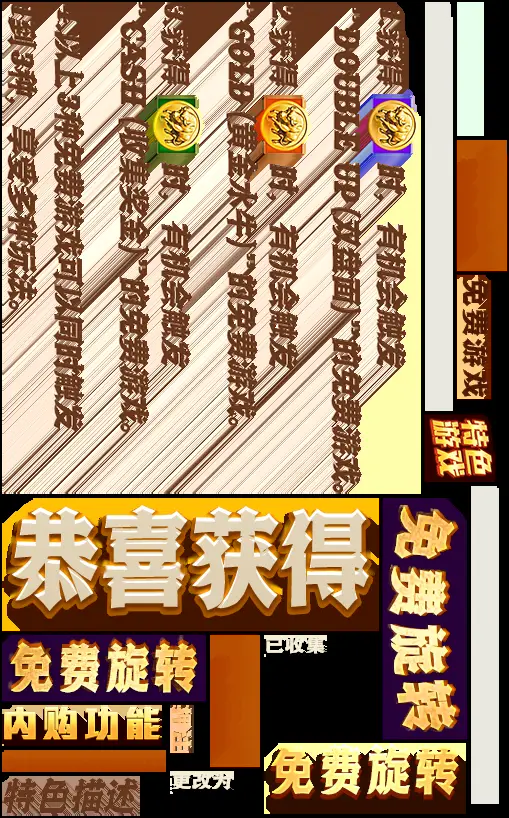 获得 时，有机会触发
“DOUBLE UP (双盘面)”的免费游戏。
获得 时，有机会触发
“GOLD (黄金水牛)”的免费游戏。
获得 时，有机会触发
“CASH (收集奖金)”的免费游戏。
以上3种免费游戏可以同时触发
到3种，享受多种玩法。
免费游戏
特色
游戏
恭喜获得
免费旋转
免费旋转
已收集
内购功能
更改为
免费旋转
特色描述